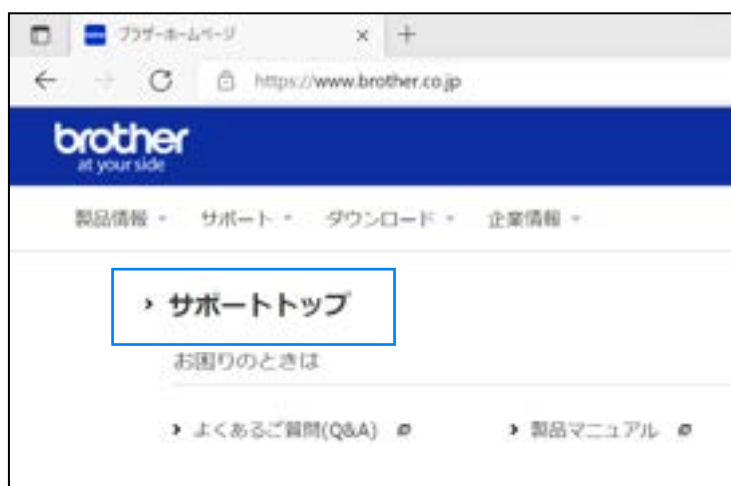 ブラザーホームページ
https://www.brother.co.jp
brother
at your side
製品情報 サポート ダウンロード 企業情報
サポートトップ
お困りのときは
よくあるご質問(Q&A) 製品マニュアル